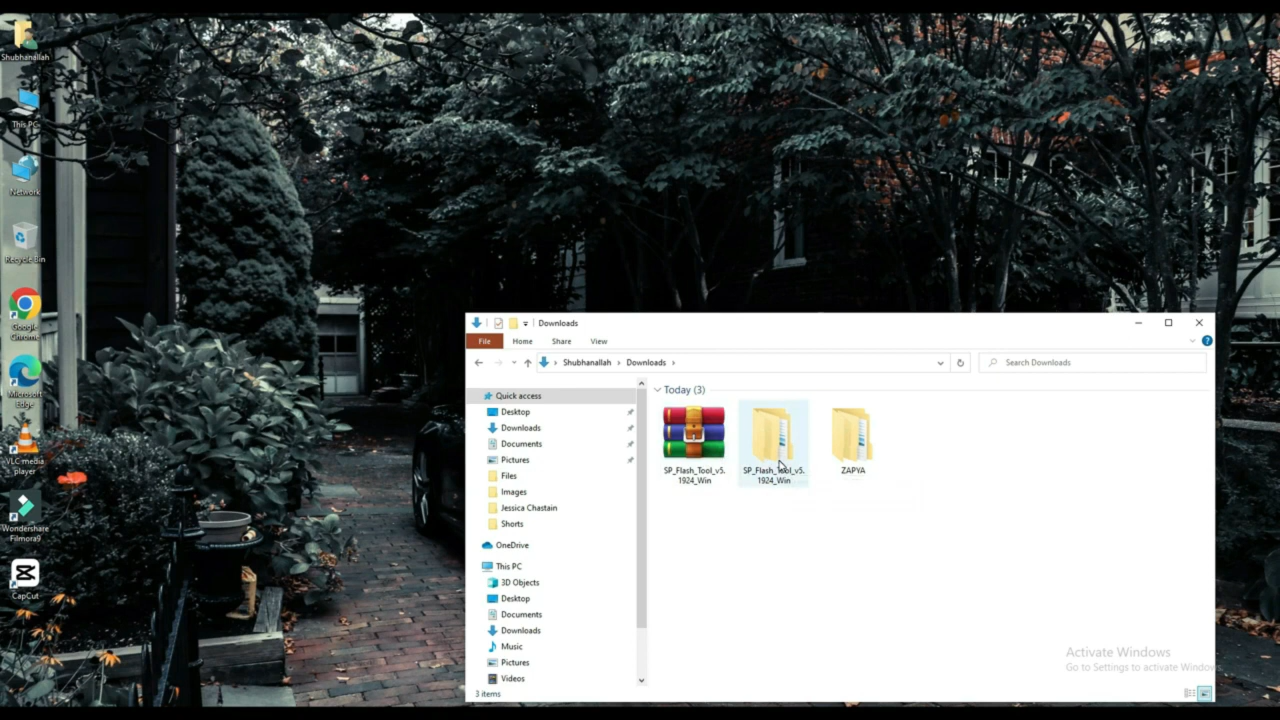 Shubhanallah
This PC
Network
Recycle Bin
Google
Chrome
Microsoft
Edge
VLC media
player
Wondershare
Filmora9
CapCut
Downloads
File
Home
Share
View
Shubhanallah
Downloads
Search Downloads
Quick access
Desktop
Downloads
Documents
Pictures
Files
Images
Jessica Chastain
Shorts
OneDrive
This PC
3D Objects
Desktop
Documents
Downloads
Music
Pictures
Videos
Today (3)
SP_Flash_Tool_v5.
1924_Win
SP_Flash_Tool_v5.
1924_Win
ZAPYA
3 items
Activate Windows
Go to Settings to activate Windows.